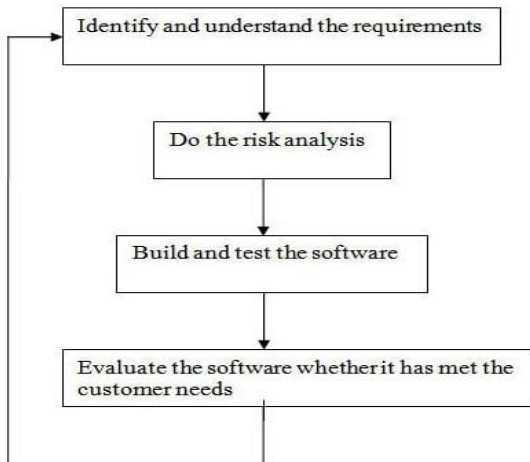 Identify and understand the requirements
Do the risk analysis
Build and test the software
Evaluate the software whether it has met the
customer needs